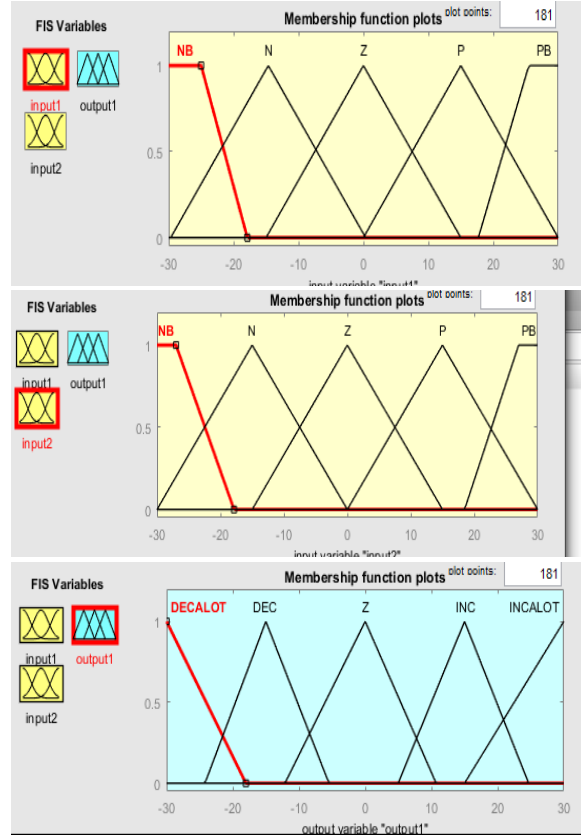 FIS Variables
Membership function plots
plot points:
181
input1
output1
input2
NB
N
Z
P
PB
1
0.5
0
-30
-20
-10
0
10
20
30
input variable "input1"
FIS Variables
Membership function plots
plot points:
181
input1
output1
input2
NB
N
Z
P
PB
1
0.5
0
-30
-20
-10
0
10
20
30
input variable "input2"
FIS Variables
Membership function plots
plot points:
181
input1
output1
input2
DECALOT
DEC
Z
INC
INCALOT
1
0.5
0
-30
-20
-10
0
10
20
30
output variable "output1"